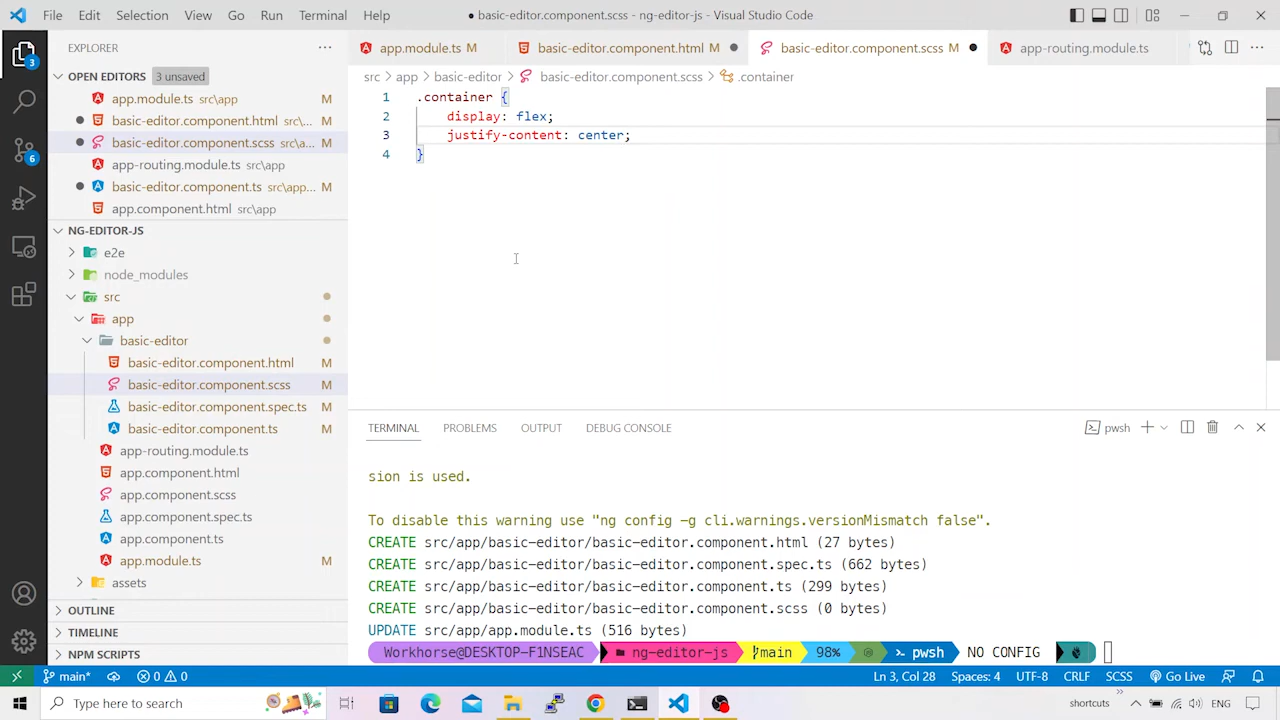 File Edit Selection View Go Run Terminal Help
● basic-editor.component.scss - ng-editor-js - Visual Studio Code
EXPLORER
app.module.ts M
basic-editor.component.html M
basic-editor.component.scss M
app-routing.module.ts
OPEN EDITORS 3 unsaved
3
app.module.ts src\app M
basic-editor.component.html src\... M
basic-editor.component.scss src\a... M
app-routing.module.ts src\app
basic-editor.component.ts src\app... M
app.component.html src\app
6
src > app > basic-editor > basic-editor.component.scss > .container
1 .container {
2 display: flex;
3 justify-content: center;
4 }
NG-EDITOR-JS
e2e
node_modules
src
app
basic-editor
basic-editor.component.html M
basic-editor.component.scss M
basic-editor.component.spec.ts M
basic-editor.component.ts M
app-routing.module.ts
app.component.html
app.component.scss
app.component.spec.ts
app.component.ts
app.module.ts M
assets
OUTLINE
TIMELINE
NPM SCRIPTS
TERMINAL PROBLEMS OUTPUT DEBUG CONSOLE
pwsh
sion is used.
To disable this warning use "ng config -g cli.warnings.versionMismatch false".
CREATE src/app/basic-editor/basic-editor.component.html (27 bytes)
CREATE src/app/basic-editor/basic-editor.component.spec.ts (662 bytes)
CREATE src/app/basic-editor/basic-editor.component.ts (299 bytes)
CREATE src/app/basic-editor/basic-editor.component.scss (0 bytes)
UPDATE src/app/app.module.ts (516 bytes)
Workhorse@DESKTOP-F1NSEAC ng-editor-js main 98% pwsh NO CONFIG
main* 0 0 Ln 3, Col 28 Spaces: 4 UTF-8 CRLF SCSS Go Live
Type here to search
shortcuts
ENG